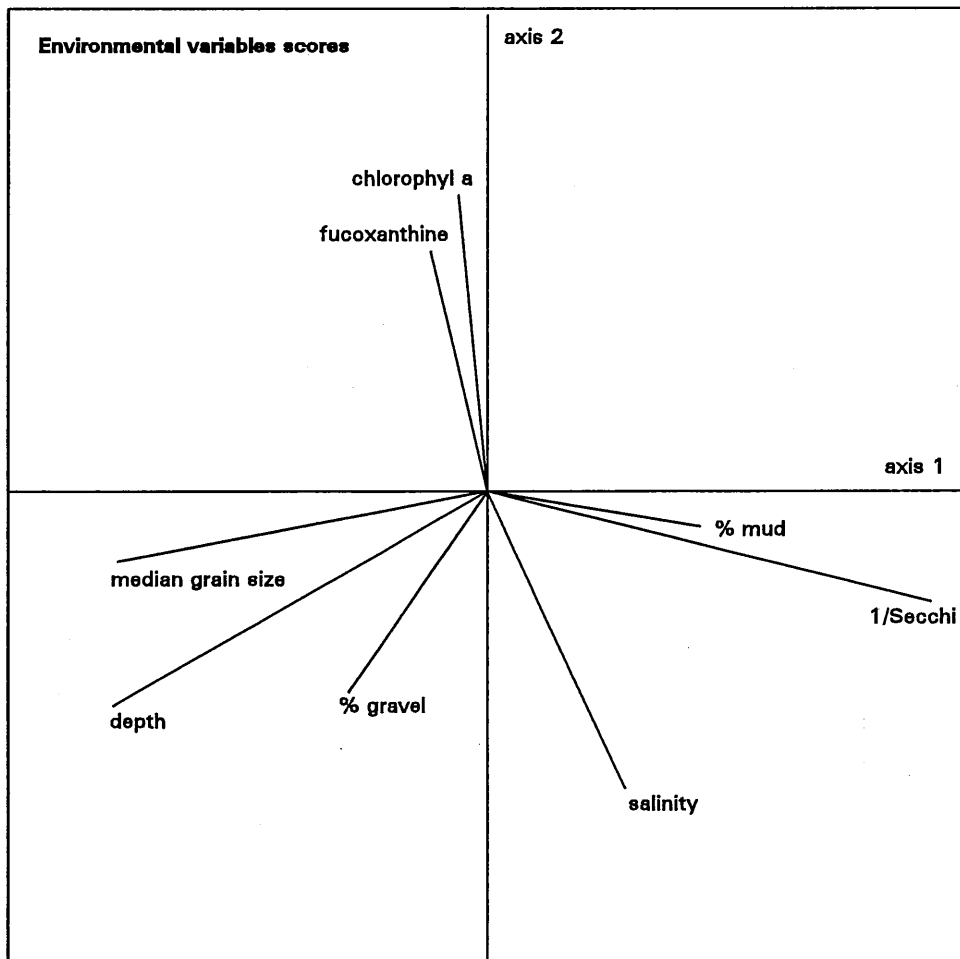 Environmental variables scores
axis 2
chlorophyl a
fucoxanthine
axis 1
% mud
median grain size
1/Secchi
% gravel
depth
salinity